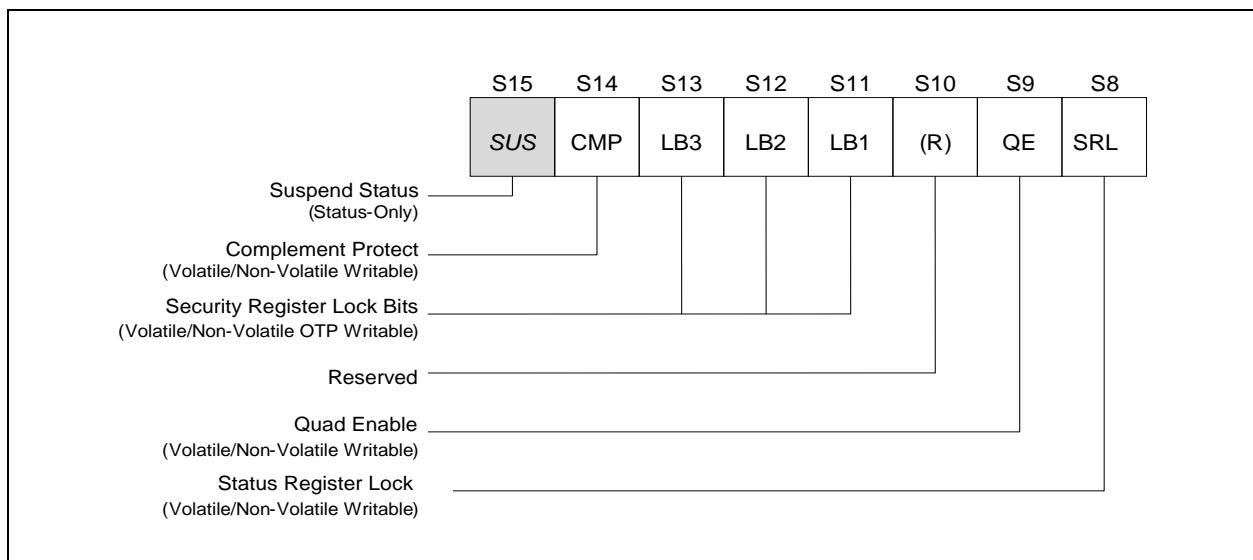 S15 S14 S13 S12 S11 S10 S9 S8
SUS CMP LB3 LB2 LB1 (R) QE SRL
Suspend Status
(Status-Only)
Complement Protect
(Volatile/Non-Volatile Writable)
Security Register Lock Bits
(Volatile/Non-Volatile OTP Writable)
Reserved
Quad Enable
(Volatile/Non-Volatile Writable)
Status Register Lock
(Volatile/Non-Volatile Writable)